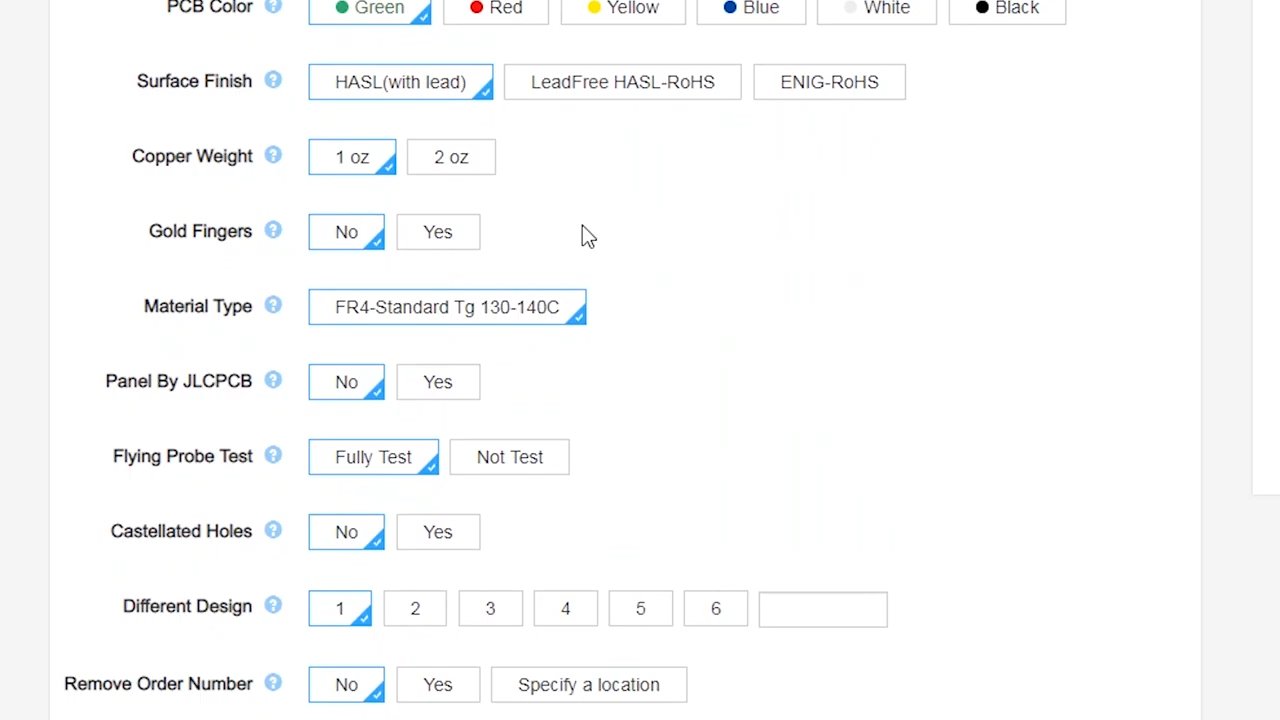 PCB Color Green Red Yellow Blue White Black
Surface Finish HASL(with lead) LeadFree HASL-RoHS ENIG-RoHS
Copper Weight 1 oz 2 oz
Gold Fingers No Yes
Material Type FR4-Standard Tg 130-140C
Panel By JLCPCB No Yes
Flying Probe Test Fully Test Not Test
Castellated Holes No Yes
Different Design 1 2 3 4 5 6
Remove Order Number No Yes Specify a location